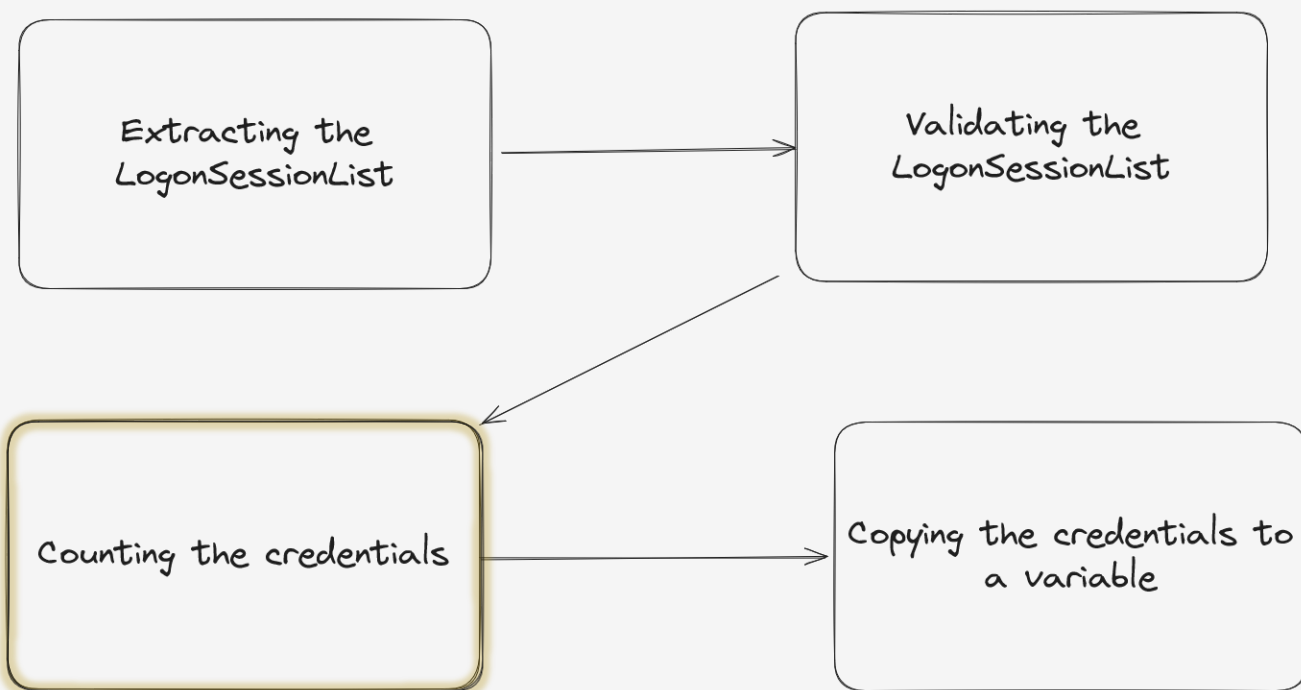 Extracting the
LogonSessionList
Validating the
LogonSessionList
Counting the credentials
Copying the credentials to
a variable